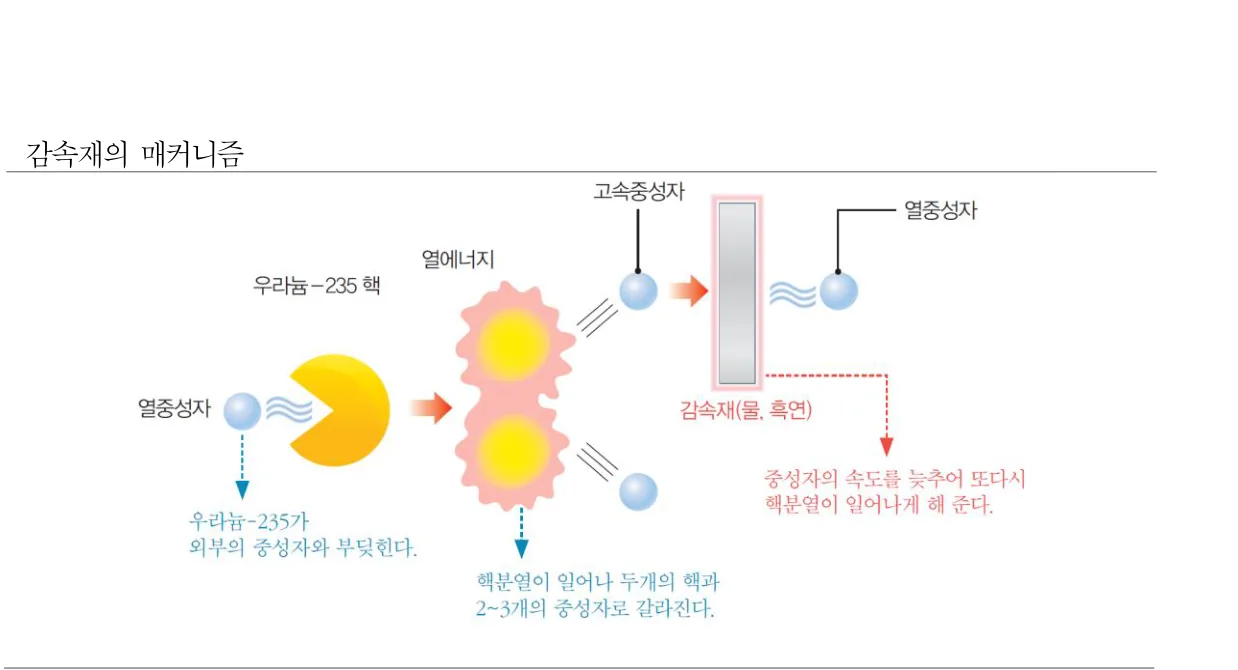 감속재의 매커니즘
고속중성자
열중성자
열에너지
우라늄-235 핵
열중성자
감속재(물, 흑연)
중성자의 속도를 늦추어 또다시
핵분열이 일어나게 해 준다.
우라늄-235가
외부의 중성자와 부딪힌다.
핵분열이 일어나 두개의 핵과
2~3개의 중성자로 갈라진다.